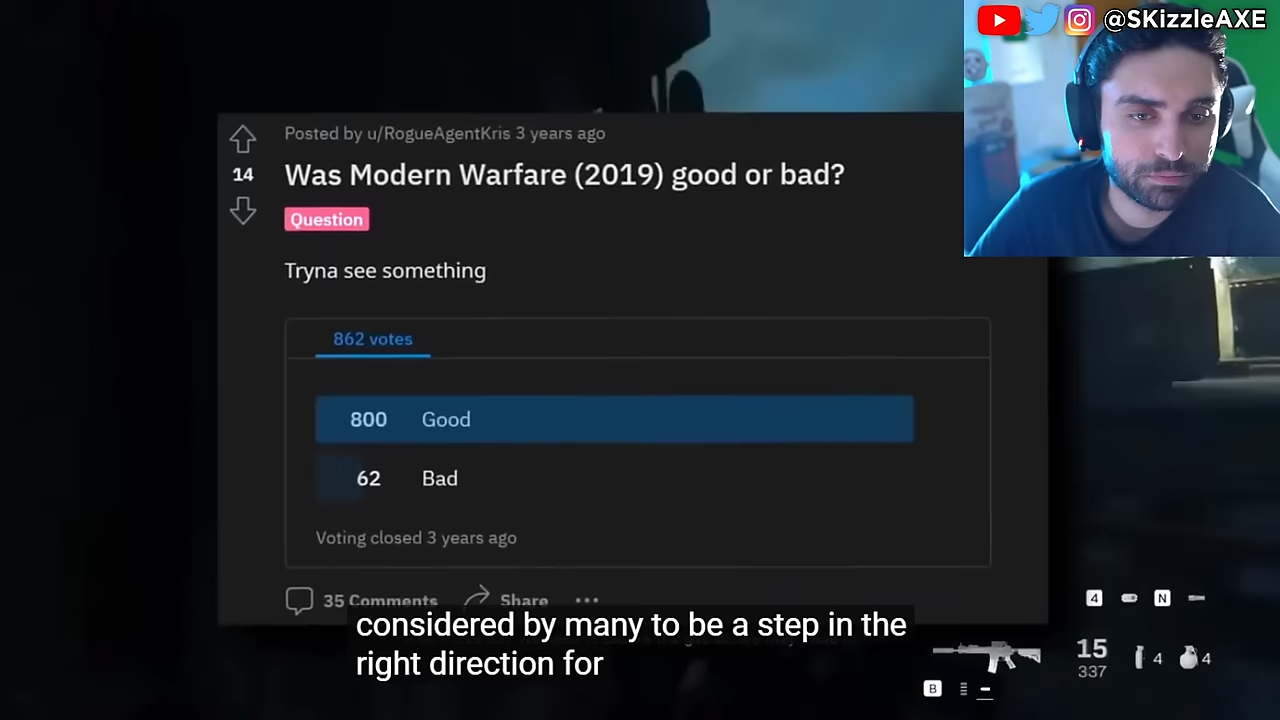 @SKizzleAXE
Posted by u/RogueAgentKris 3 years ago
14
Was Modern Warfare (2019) good or bad?
Question
Tryna see something
862 votes
800 Good
62 Bad
Voting closed 3 years ago
35 Comments Share
considered by many to be a step in the
right direction for
4 N
15
337
4 4
B